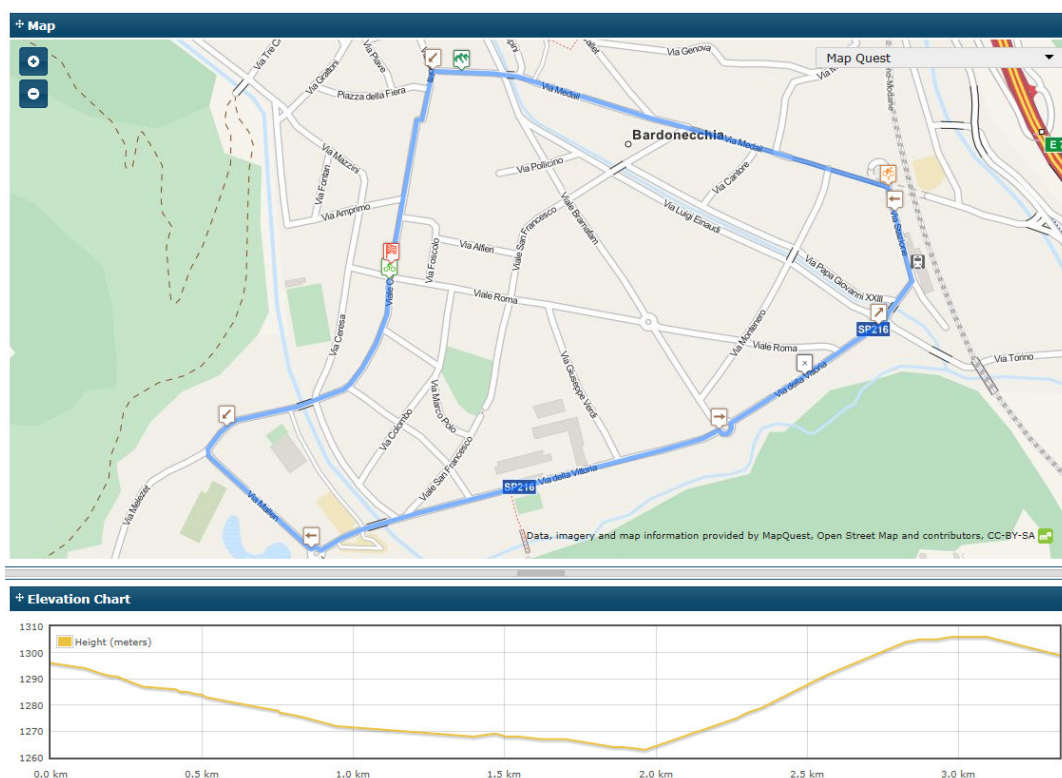 Map
Map Quest
Via Genova
Via Tre C
Via Grattoni
Via Piave
Piazza della Fiera
Via Medail
Bardonecchia
Via Medail
E 7
Via Mazzini
Via Fontan
Via Pollicino
Via Cantore
Via Amprimo
Via Luigi Einaudi
Viale Bramafam
Viale San Francesco
Via Stazione
Via Foscolo
Via Alfieri
Via Papa Giovanni XXIII
Viale C
Viale Roma
Via Ceresa
Via Montenero
SP216
Viale Roma
Via Torino
Via Giuseppe Verdi
Via della Vittoria
Via Marco Polo
Via Colombo
Via Melezet
Via Mallen
Viale San Francesco
SP216
Via della Vittoria
Data, imagery and map information provided by MapQuest, Open Street Map and contributors, CC-BY-SA
Elevation Chart
1310
Height (meters)
1300
1290
1280
1270
1260
0.0 km
0.5 km
1.0 km
1.5 km
2.0 km
2.5 km
3.0 km